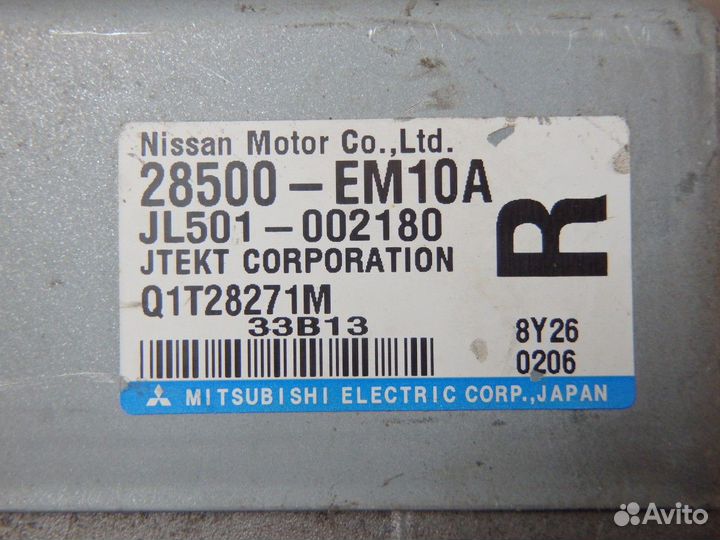 Nissan Motor Co.,Ltd.
28500-EM10A
JL501-002180
JTEKT CORPORATION
R
Q1T28271M
33B13
8Y26
0206
MITSUBISHI ELECTRIC CORP.,JAPAN
Avito